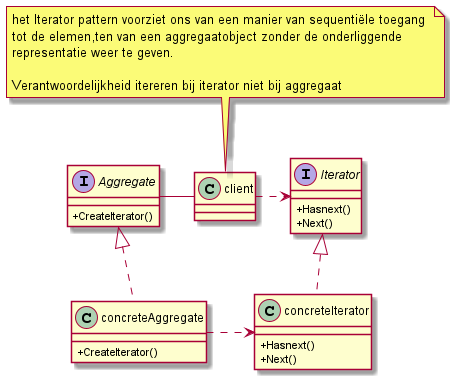 het Iterator pattern voorziet ons van een manier van sequentiële toegang
tot de elemen,ten van een aggregaatobject zonder de onderliggende
representatie weer te geven.
Verantwoordelijkheid itereren bij iterator niet bij aggregaat
I Aggregate
+CreateIterator()
C client
I Iterator
+Hasnext()
+Next()
C concreteAggregate
+CreateIterator()
C concreteIterator
+Hasnext()
+Next()